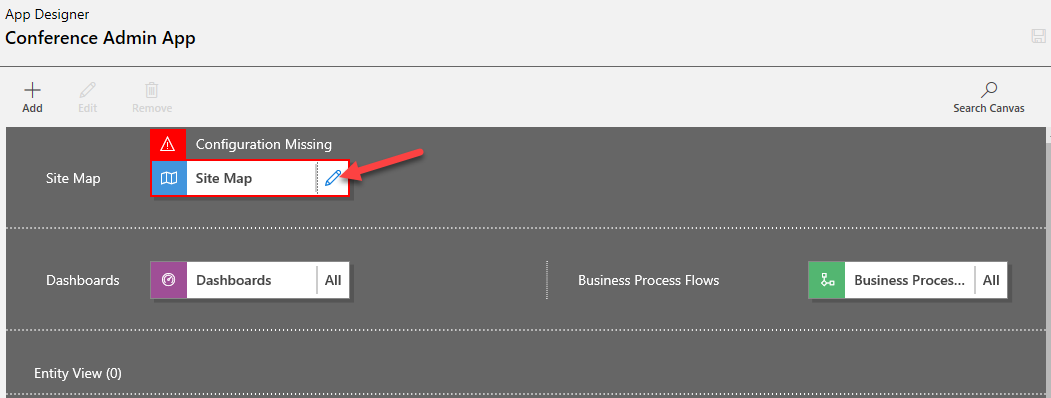 App Designer
Conference Admin App
Add
Edit
Remove
Search Canvas
Configuration Missing
Site Map
Site Map
Dashboards
Dashboards
All
Business Process Flows
Business Proces...
All
Entity View (0)